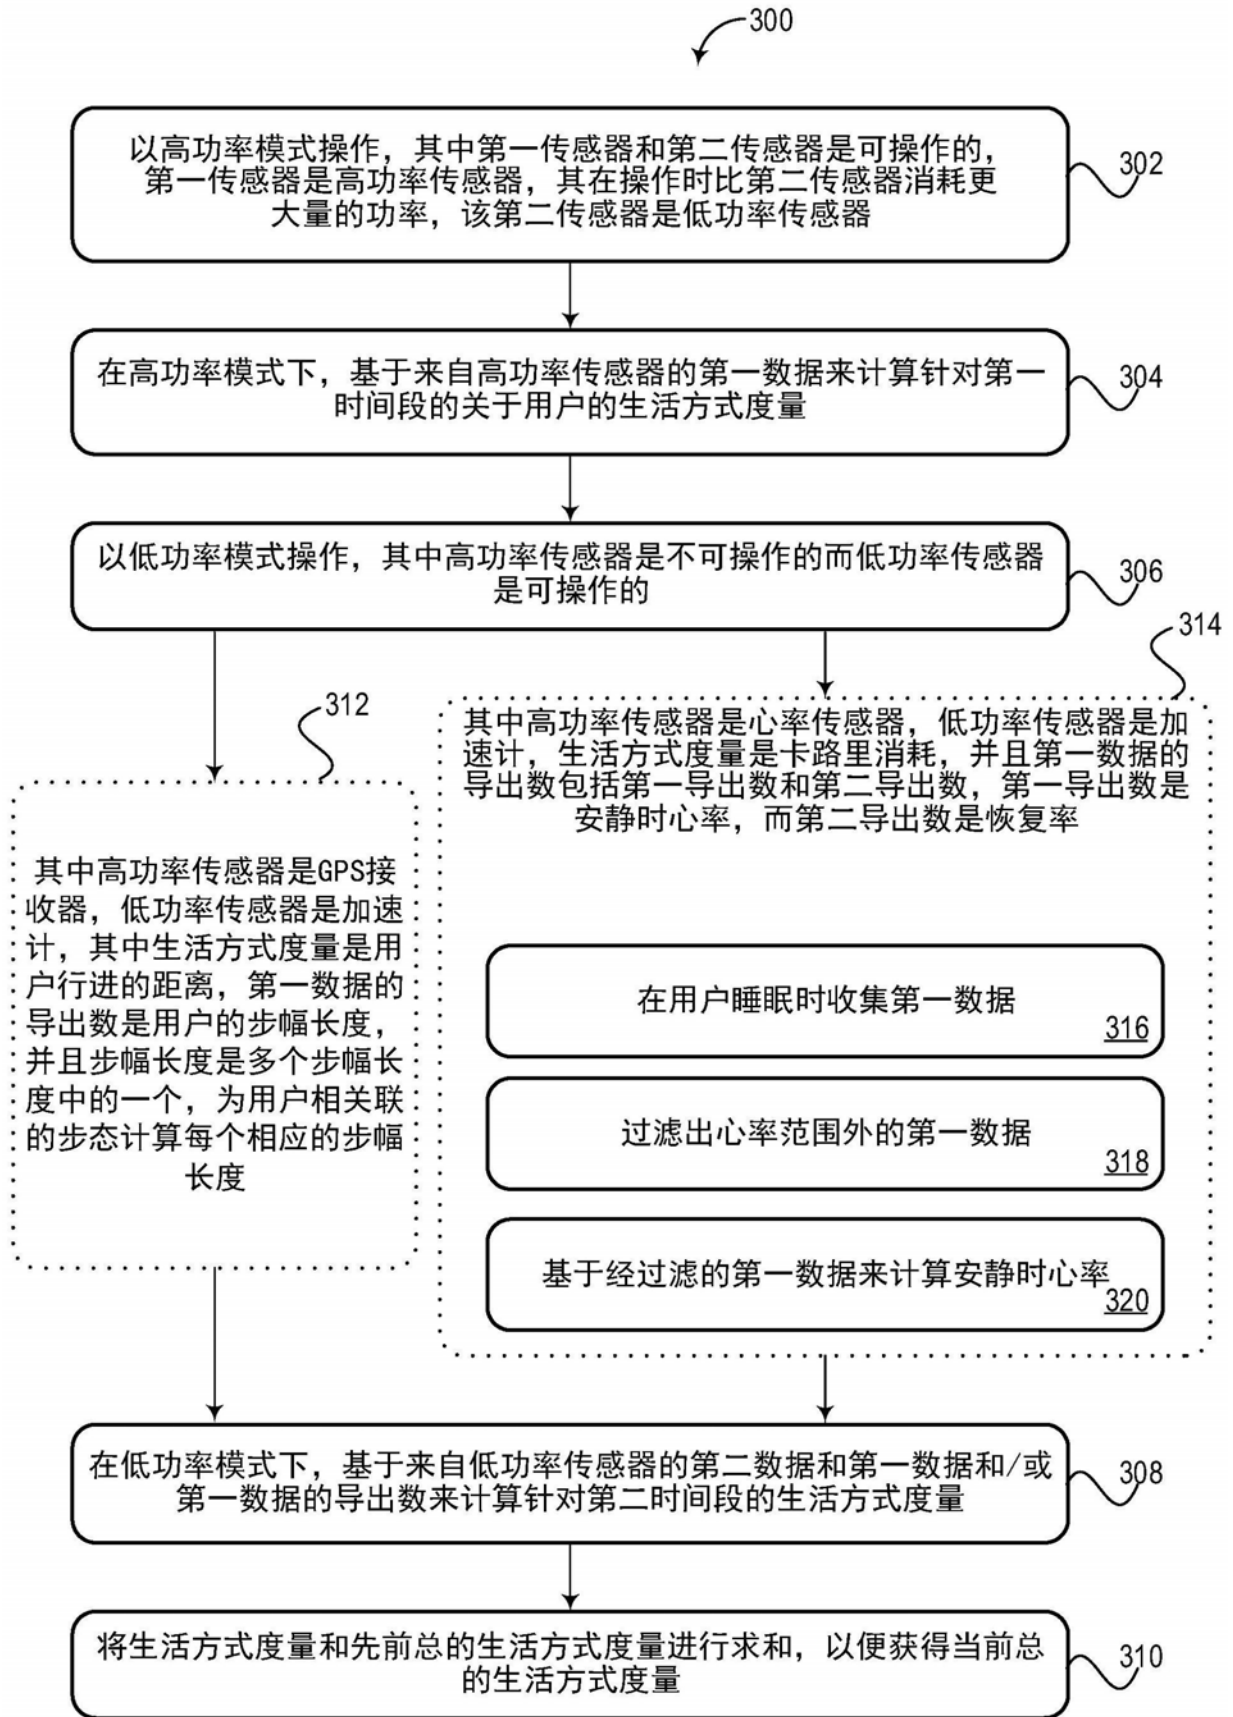 300
以高功率模式操作，其中第一传感器和第二传感器是可操作的，
第一传感器是高功率传感器，其在操作时比第二传感器消耗更
大量的功率，该第二传感器是低功率传感器
302
在高功率模式下，基于来自高功率传感器的第一数据来计算针对第一
时间段的关于用户的生活方式度量
304
以低功率模式操作，其中高功率传感器是不可操作的而低功率传感器
是可操作的
306
312
其中高功率传感器是GPS接
收器，低功率传感器是加速
计，其中生活方式度量是用
户行进的距离，第一数据的
导出数是用户的步幅长度，
并且步幅长度是多个步幅长
度中的一个，为用户相关联
的步态计算每个相应的步幅
长度
314
其中高功率传感器是心率传感器，低功率传感器是加
速计，生活方式度量是卡路里消耗，并且第一数据的
导出数包括第一导出数和第二导出数，第一导出数是
安静时心率，而第二导出数是恢复率
在用户睡眠时收集第一数据
316
过滤出心率范围外的第一数据
318
基于经过滤的第一数据来计算安静时心率
320
在低功率模式下，基于来自低功率传感器的第二数据和第一数据和/或
第一数据的导出数来计算针对第二时间段的生活方式度量
308
将生活方式度量和先前总的生活方式度量进行求和，以便获得当前总
的生活方式度量
310